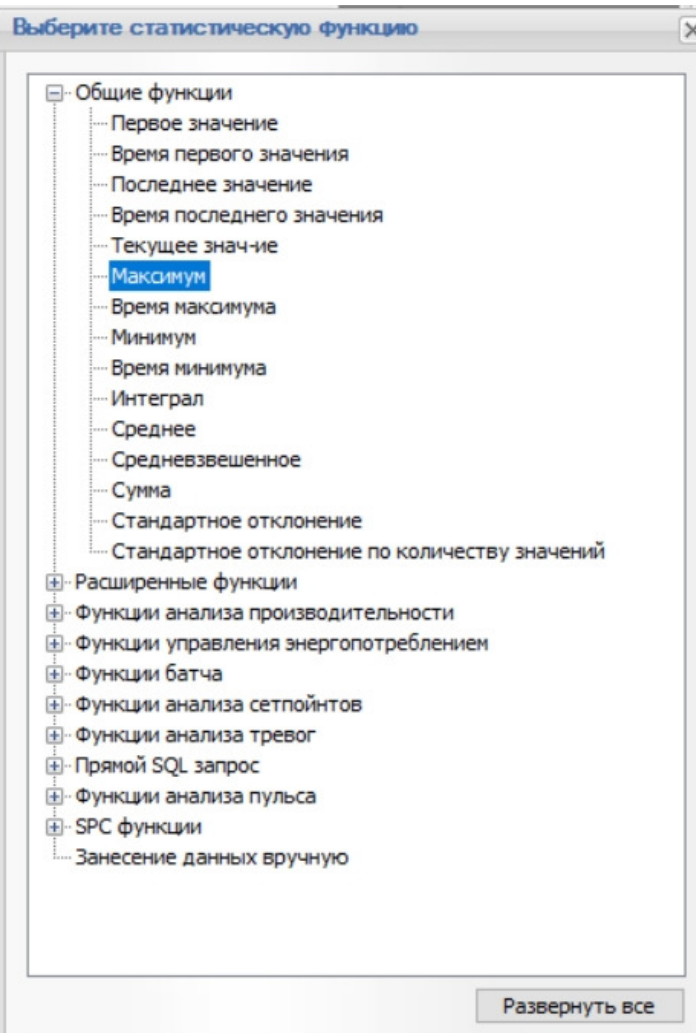 Выберите статистическую функцию
Общие функции
Первое значение
Время первого значения
Последнее значение
Время последнего значения
Текущее знач-ие
Максимум
Время максимума
Минимум
Время минимума
Интеграл
Среднее
Средневзвешенное
Сумма
Стандартное отклонение
Стандартное отклонение по количеству значений
Расширенные функции
Функции анализа производительности
Функции управления энергопотреблением
Функции батча
Функции анализа сетпойнтов
Функции анализа тревог
Прямой SQL запрос
Функции анализа пульса
SPC функции
Занесение данных вручную
Развернуть все